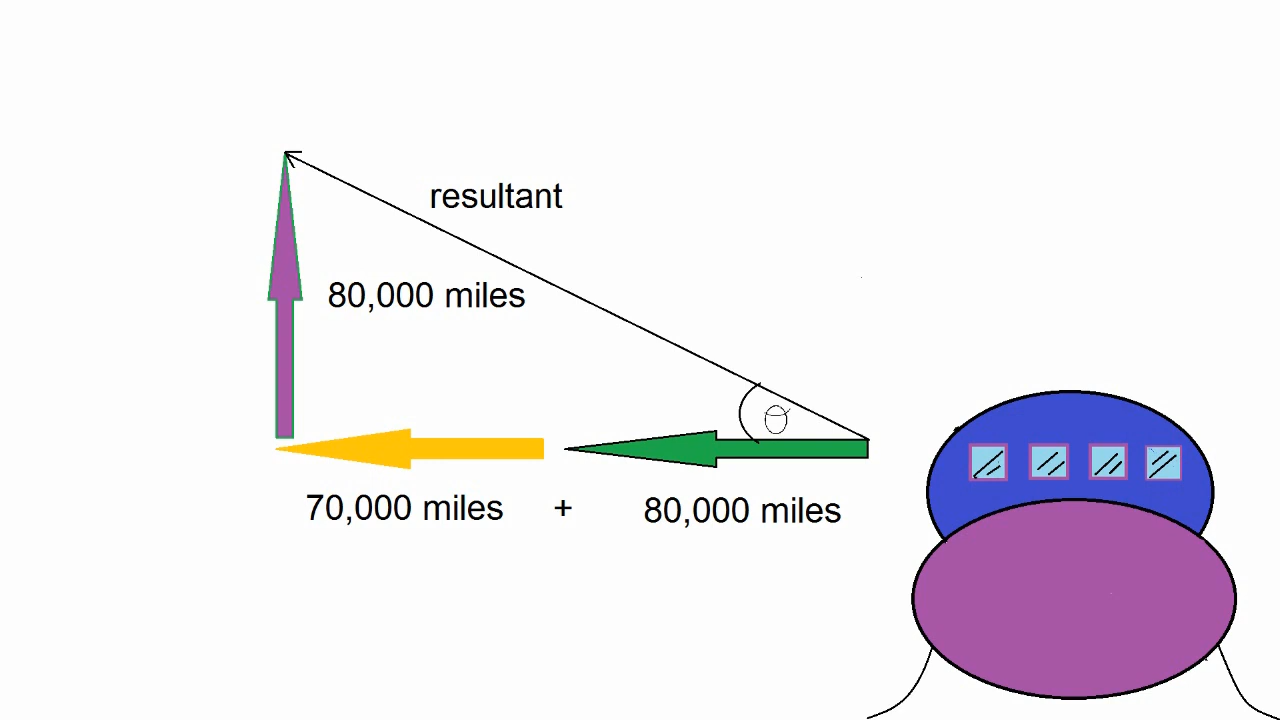 resultant
80,000 miles
θ
70,000 miles + 80,000 miles